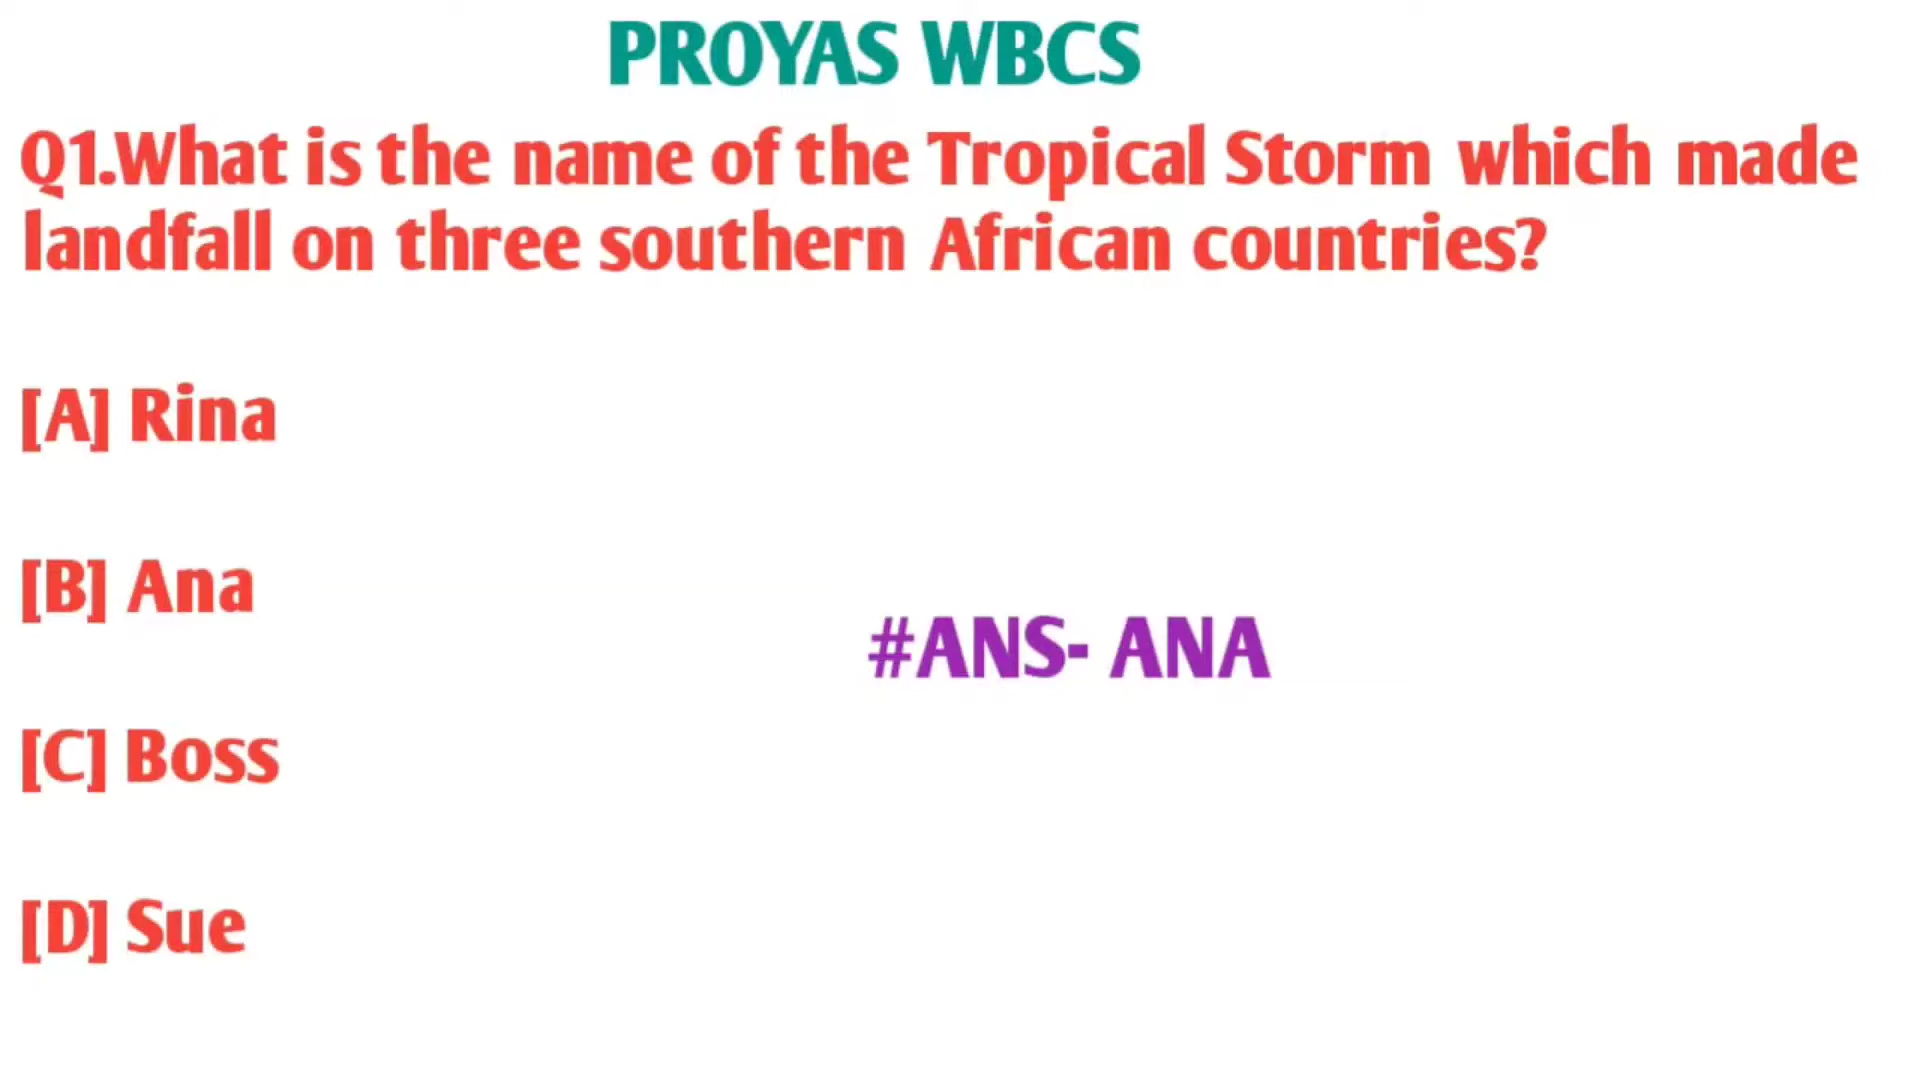 PROYAS WBCS
Q1.What is the name of the Tropical Storm which made
landfall on three southern African countries?
[A] Rina
[B] Ana
#ANS- ANA
[C] Boss
[D] Sue